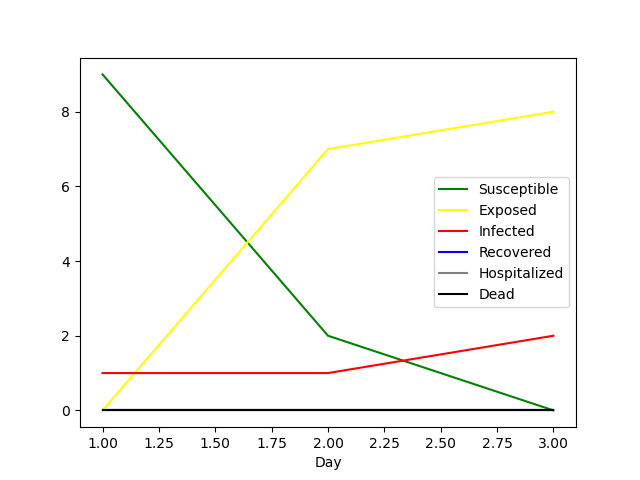 8
6
4
2
0
Susceptible
Exposed
Infected
Recovered
Hospitalized
Dead
1.00 1.25 1.50 1.75 2.00 2.25 2.50 2.75 3.00
Day